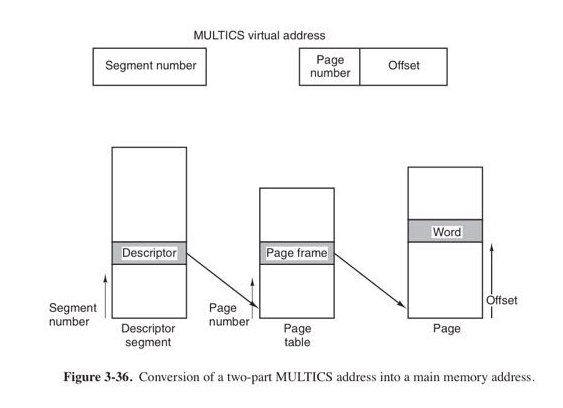 MULTICS virtual address
Segment number
Page
number
Offset
Descriptor
Page frame
Word
Segment
number
Page
number
Offset
Descriptor
segment
Page
table
Page
Figure 3-36. Conversion of a two-part MULTICS address into a main memory address.